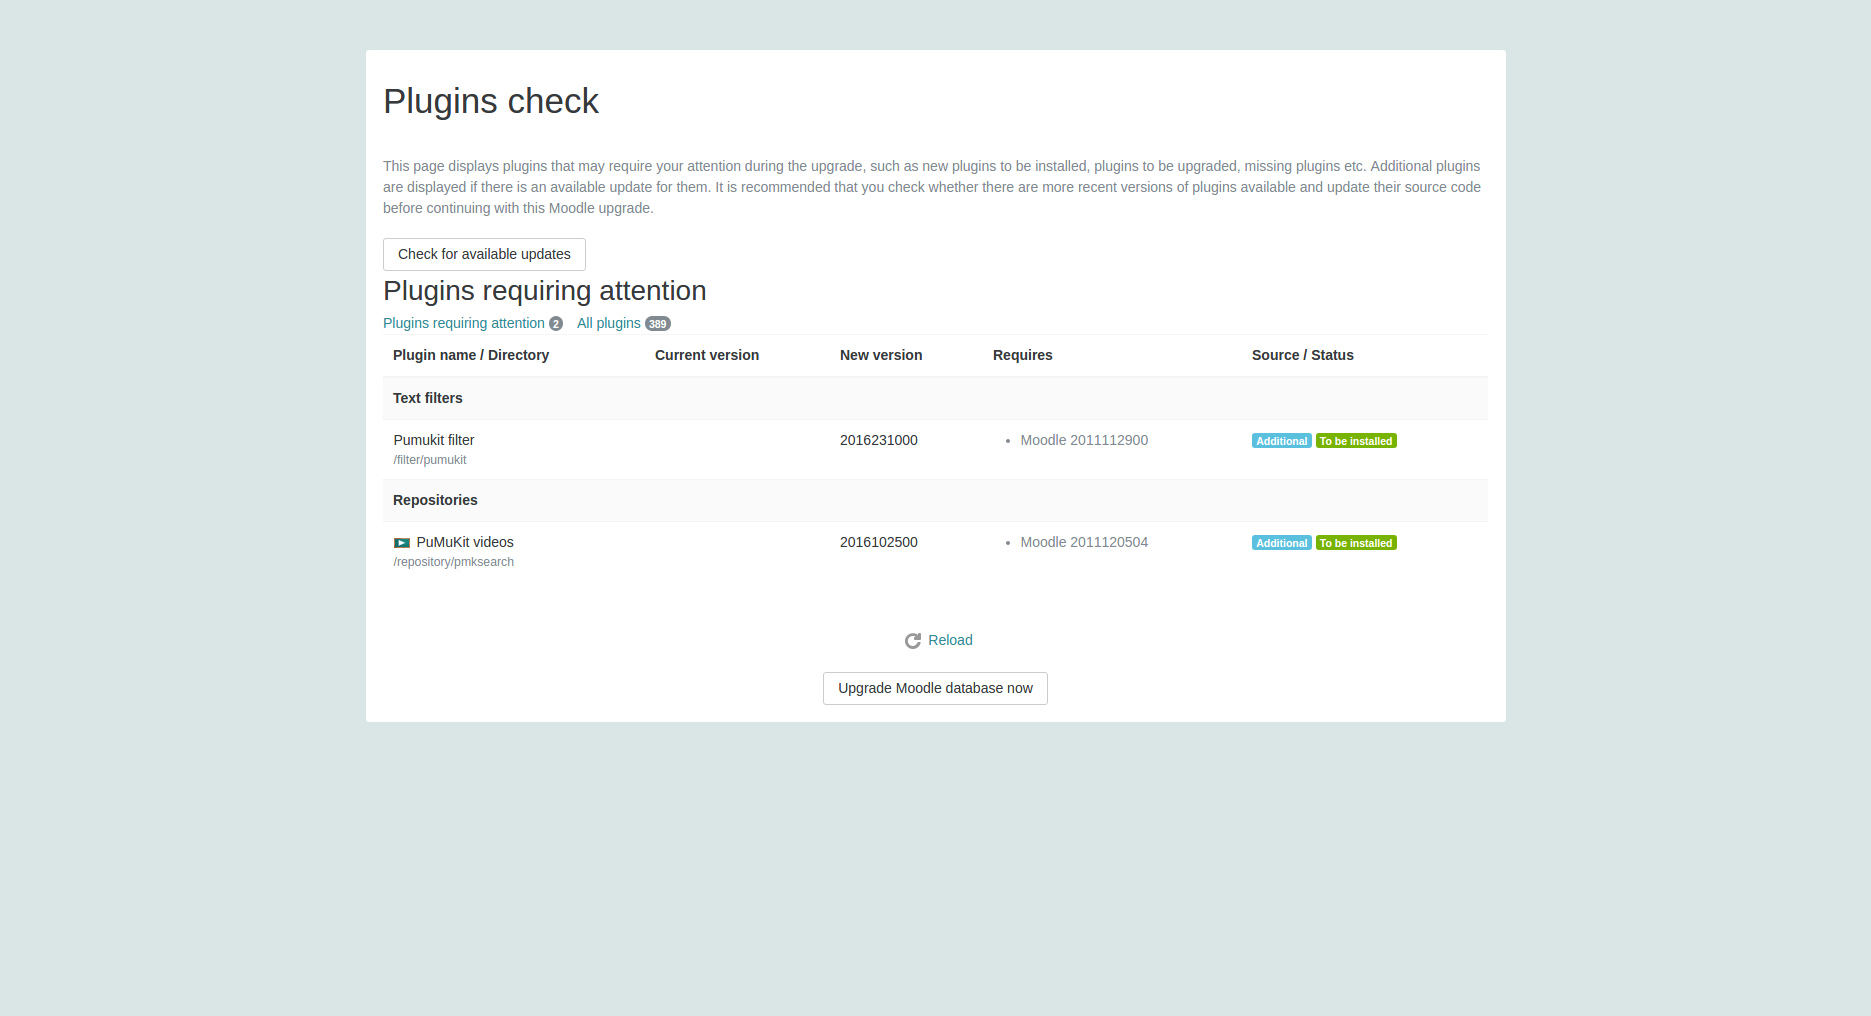 Plugins check
This page displays plugins that may require your attention during the upgrade, such as new plugins to be installed, plugins to be upgraded, missing plugins etc. Additional plugins
are displayed if there is an available update for them. It is recommended that you check whether there are more recent versions of plugins available and update their source code
before continuing with this Moodle upgrade.
Check for available updates
Plugins requiring attention
Plugins requiring attention 2 All plugins 389
Plugin name / Directory Current version New version Requires Source / Status
Text filters
Pumukit filter 2016231000 • Moodle 2011112900 Additional To be installed
/filter/pumukit
Repositories
PuMuKit videos 2016102500 • Moodle 2011120504 Additional To be installed
/repository/pmksearch
Reload
Upgrade Moodle database now